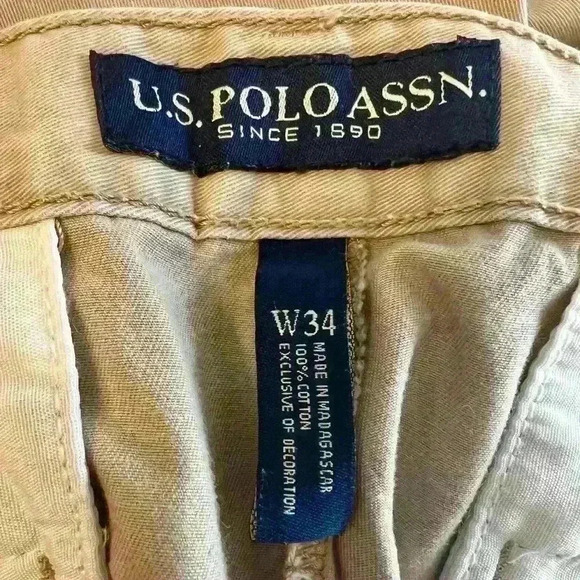 U.S. POLO ASSN.
SINCE 1890
W34
MADE IN MADAGASCAR
100% COTTON
EXCLUSIVE OF DECORATION